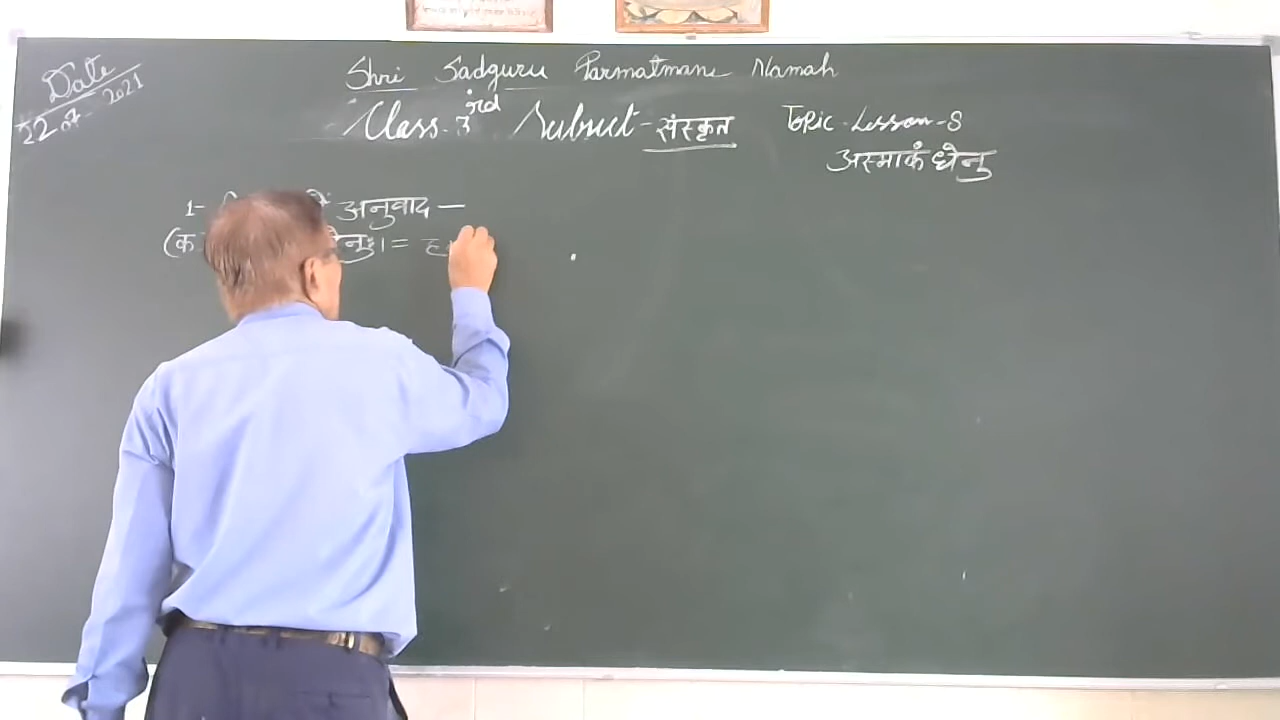 Date
22 07 2021
Shri Sadguru Parmatmane Namah
Class-3rd Subject-संस्कृत Topic-Lesson-8
अस्माकं धेनु
1- अनुवाद —
(क =